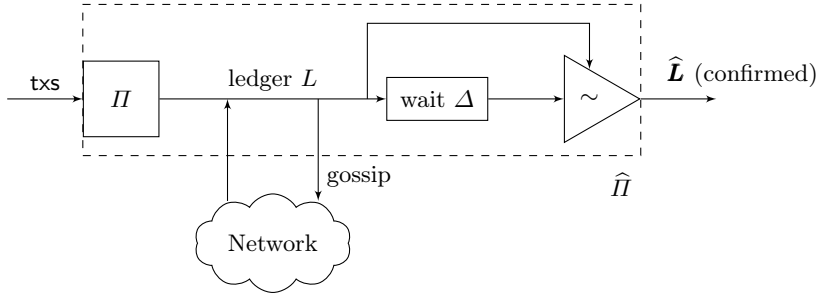 txs
Π
ledger L
wait Δ
~
L̂ (confirmed)
gossip
Π̂
Network